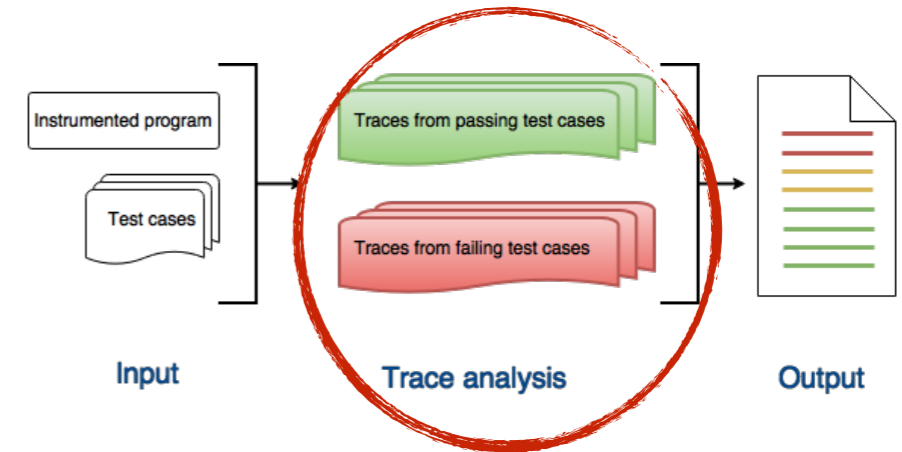 Instrumented program
Test cases
Traces from passing test cases
Traces from failing test cases
Input
Trace analysis
Output